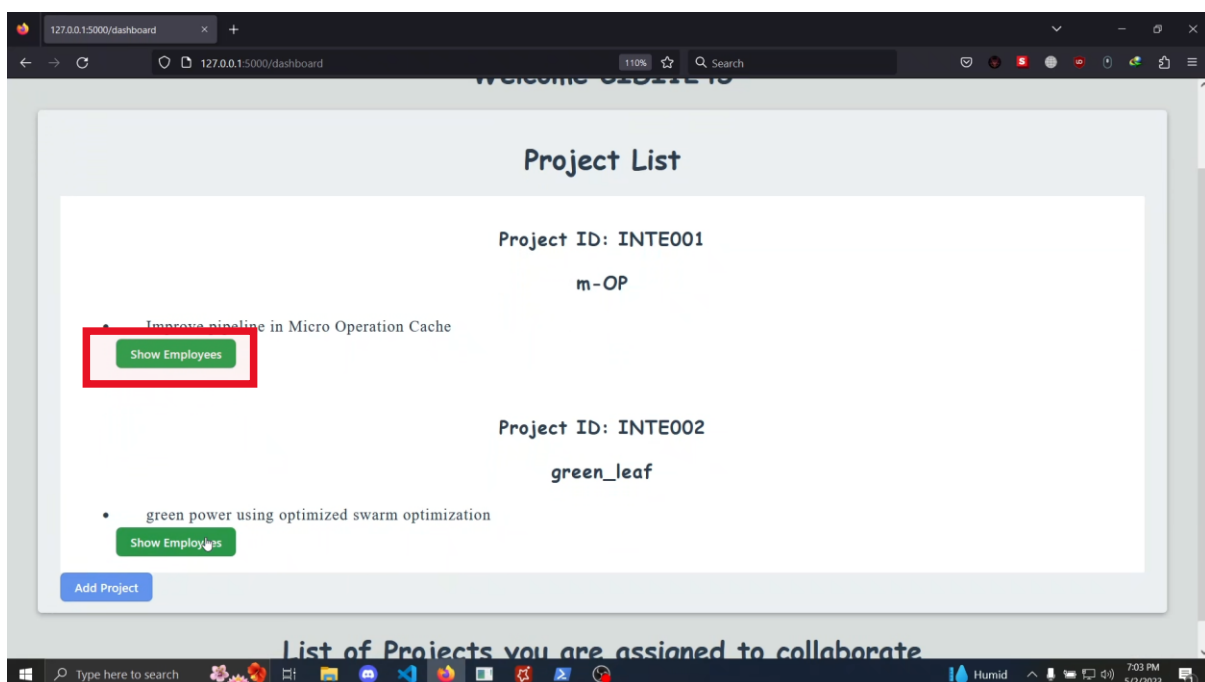 127.0.0.1:5000/dashboard
127.0.0.1:5000/dashboard
110%
Search
Welcome
Project List
Project ID: INTE001
m-OP
Improve pipeline in Micro Operation Cache
Show Employees
Project ID: INTE002
green_leaf
green power using optimized swarm optimization
Show Employees
Add Project
List of Projects you are assigned to collaborate
Type here to search
Humid
7:03 PM